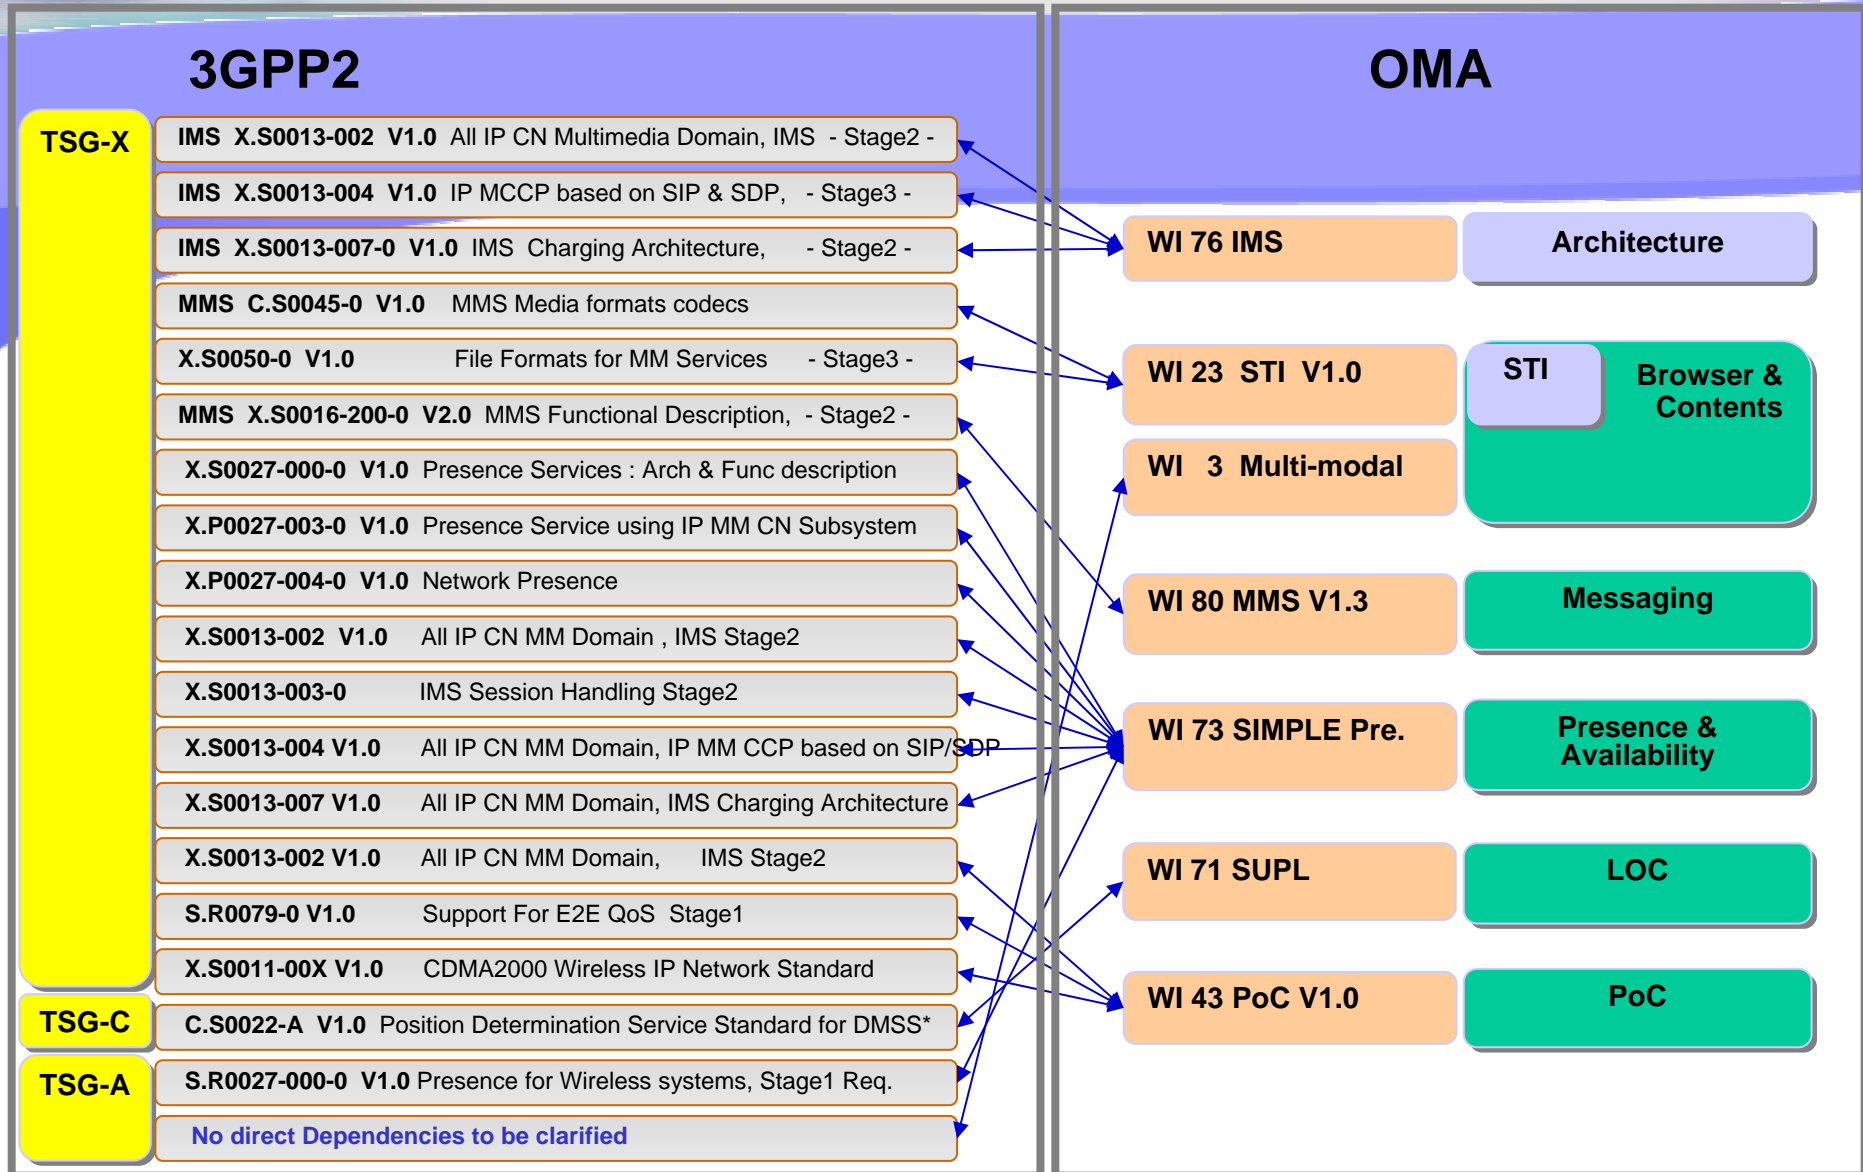 3GPP2
OMA
TSG-X
IMS X.S0013-002 V1.0 All IP CN Multimedia Domain, IMS - Stage2 -
IMS X.S0013-004 V1.0 IP MCCP based on SIP & SDP, - Stage3 -
IMS X.S0013-007-0 V1.0 IMS Charging Architecture, - Stage2 -
MMS C.S0045-0 V1.0 MMS Media formats codecs
X.S0050-0 V1.0 File Formats for MM Services - Stage3 -
MMS X.S0016-200-0 V2.0 MMS Functional Description, - Stage2 -
X.S0027-000-0 V1.0 Presence Services : Arch & Func description
X.P0027-003-0 V1.0 Presence Service using IP MM CN Subsystem
X.P0027-004-0 V1.0 Network Presence
X.S0013-002 V1.0 All IP CN MM Domain , IMS Stage2
X.S0013-003-0 IMS Session Handling Stage2
X.S0013-004 V1.0 All IP CN MM Domain, IP MM CCP based on SIP/SDP
X.S0013-007 V1.0 All IP CN MM Domain, IMS Charging Architecture
X.S0013-002 V1.0 All IP CN MM Domain, IMS Stage2
S.R0079-0 V1.0 Support For E2E QoS Stage1
X.S0011-00X V1.0 CDMA2000 Wireless IP Network Standard
TSG-C
C.S0022-A V1.0 Position Determination Service Standard for DMSS*
TSG-A
S.R0027-000-0 V1.0 Presence for Wireless systems, Stage1 Req.
No direct Dependencies to be clarified
WI 76 IMS
Architecture
WI 23 STI V1.0
STI
Browser &
Contents
WI 3 Multi-modal
WI 80 MMS V1.3
Messaging
WI 73 SIMPLE Pre.
Presence &
Availability
WI 71 SUPL
LOC
WI 43 PoC V1.0
PoC